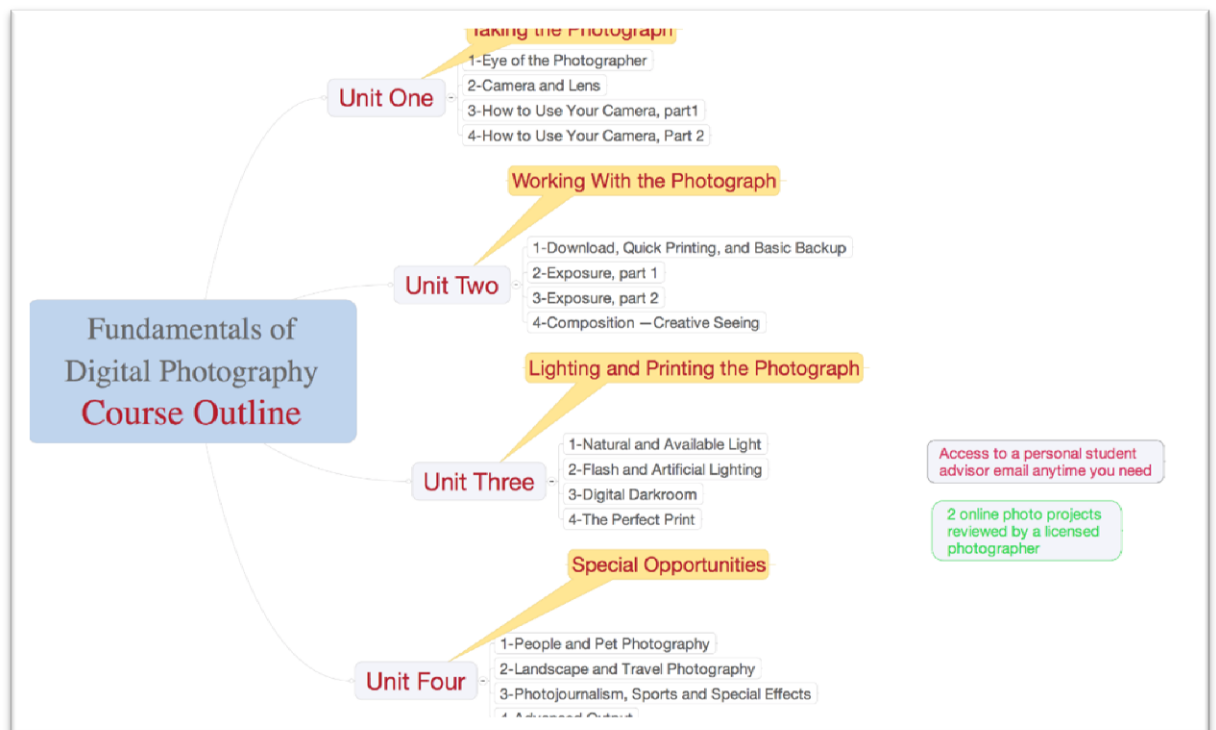 Taking the Photograph
1-Eye of the Photographer
2-Camera and Lens
Unit One
3-How to Use Your Camera, part1
4-How to Use Your Camera, Part 2
Working With the Photograph
1-Download, Quick Printing, and Basic Backup
2-Exposure, part 1
Unit Two
3-Exposure, part 2
4-Composition —Creative Seeing
Fundamentals of
Digital Photography
Course Outline
Lighting and Printing the Photograph
1-Natural and Available Light
2-Flash and Artificial Lighting
Unit Three
3-Digital Darkroom
4-The Perfect Print
Access to a personal student
advisor email anytime you need
2 online photo projects
reviewed by a licensed
photographer
Special Opportunities
1-People and Pet Photography
2-Landscape and Travel Photography
Unit Four
3-Photojournalism, Sports and Special Effects
4-Advanced Output